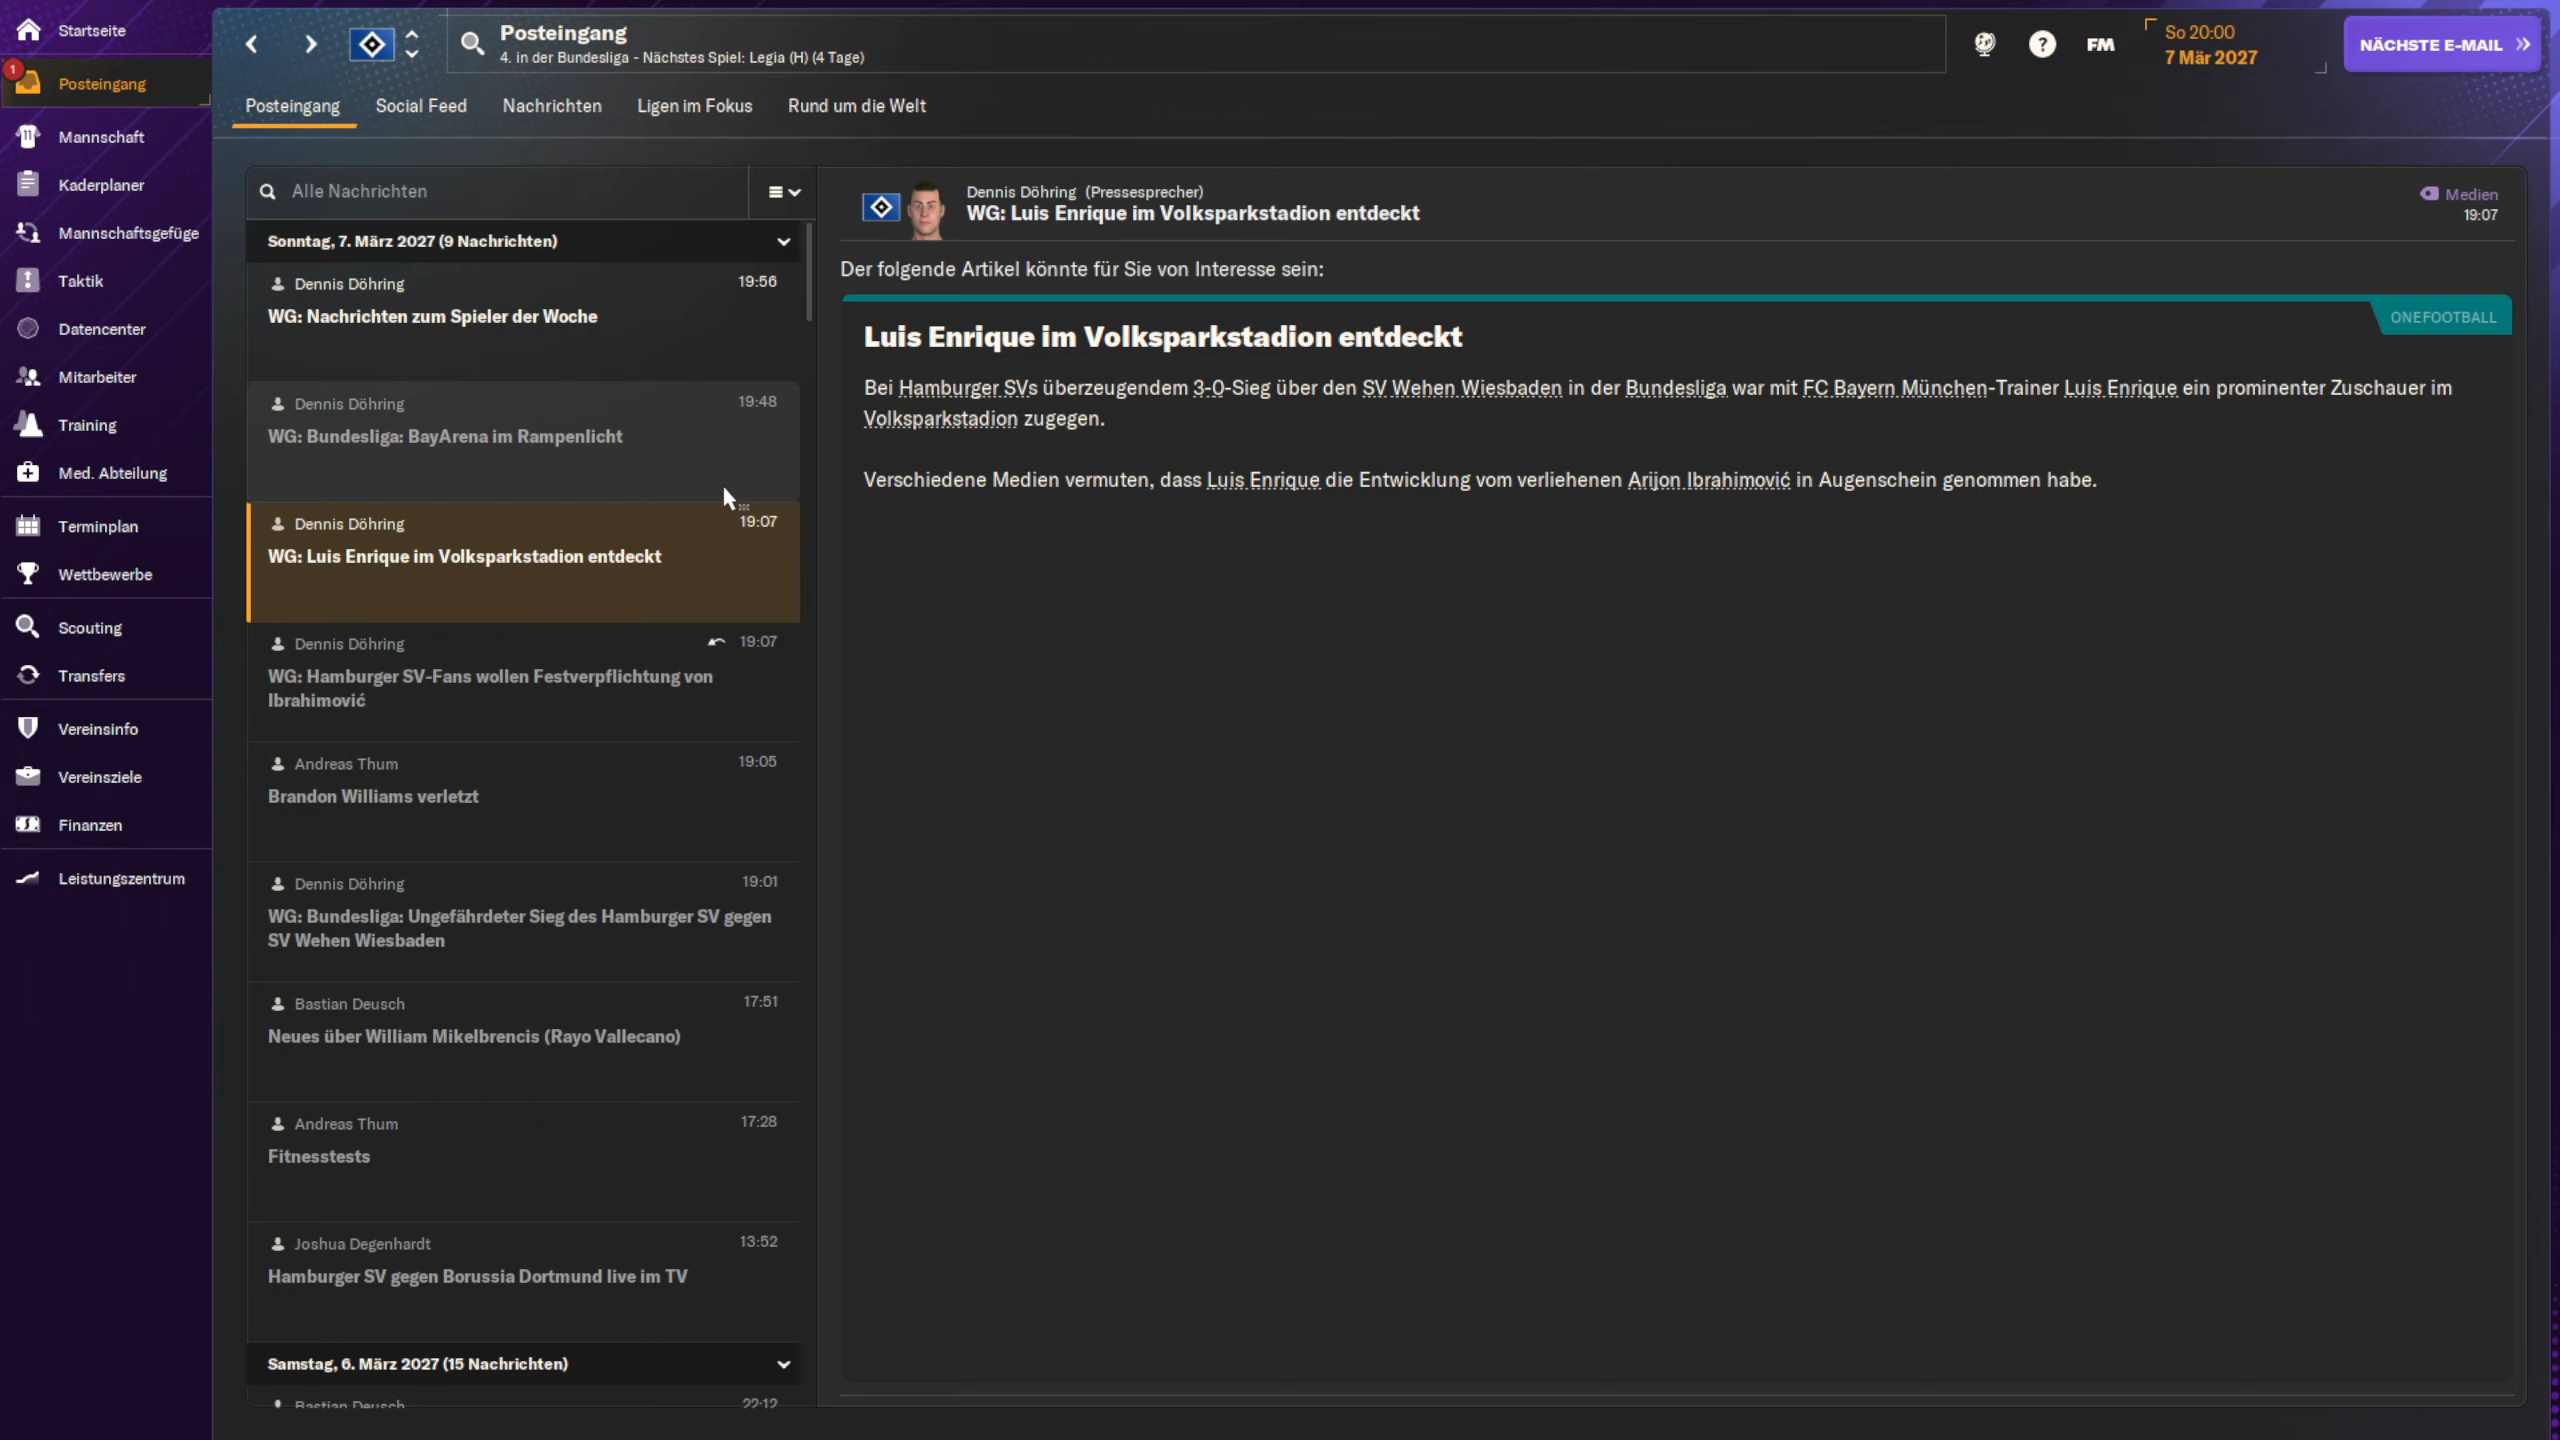 Startseite
1
Posteingang
Mannschaft
Kaderplaner
Mannschaftsgefüge
Taktik
Datencenter
Mitarbeiter
Training
Med. Abteilung
Terminplan
Wettbewerbe
Scouting
Transfers
Vereinsinfo
Vereinsziele
Finanzen
Leistungszentrum
Posteingang
4. in der Bundesliga - Nächstes Spiel: Legia (H) (4 Tage)
?
FM
So 20:00
7 Mär 2027
NÄCHSTE E-MAIL
Posteingang Social Feed Nachrichten Ligen im Fokus Rund um die Welt
Alle Nachrichten
Sonntag, 7. März 2027 (9 Nachrichten)
Dennis Döhring 19:56
WG: Nachrichten zum Spieler der Woche
Dennis Döhring 19:48
WG: Bundesliga: BayArena im Rampenlicht
Dennis Döhring 19:07
WG: Luis Enrique im Volksparkstadion entdeckt
Dennis Döhring 19:07
WG: Hamburger SV-Fans wollen Festverpflichtung von
Ibrahimović
Andreas Thum 19:05
Brandon Williams verletzt
Dennis Döhring 19:01
WG: Bundesliga: Ungefährdeter Sieg des Hamburger SV gegen
SV Wehen Wiesbaden
Bastian Deusch 17:51
Neues über William Mikelbrencis (Rayo Vallecano)
Andreas Thum 17:28
Fitnesstests
Joshua Degenhardt 13:52
Hamburger SV gegen Borussia Dortmund live im TV
Samstag, 6. März 2027 (15 Nachrichten)
Bastian Deusch 22:12
Dennis Döhring (Pressesprecher)
WG: Luis Enrique im Volksparkstadion entdeckt
Medien
19:07
Der folgende Artikel könnte für Sie von Interesse sein:
ONEFOOTBALL
Luis Enrique im Volksparkstadion entdeckt
Bei Hamburger SVs überzeugendem 3-0-Sieg über den SV Wehen Wiesbaden in der Bundesliga war mit FC Bayern München-Trainer Luis Enrique ein prominenter Zuschauer im
Volksparkstadion zugegen.
Verschiedene Medien vermuten, dass Luis Enrique die Entwicklung vom verliehenen Arijon Ibrahimović in Augenschein genommen habe.